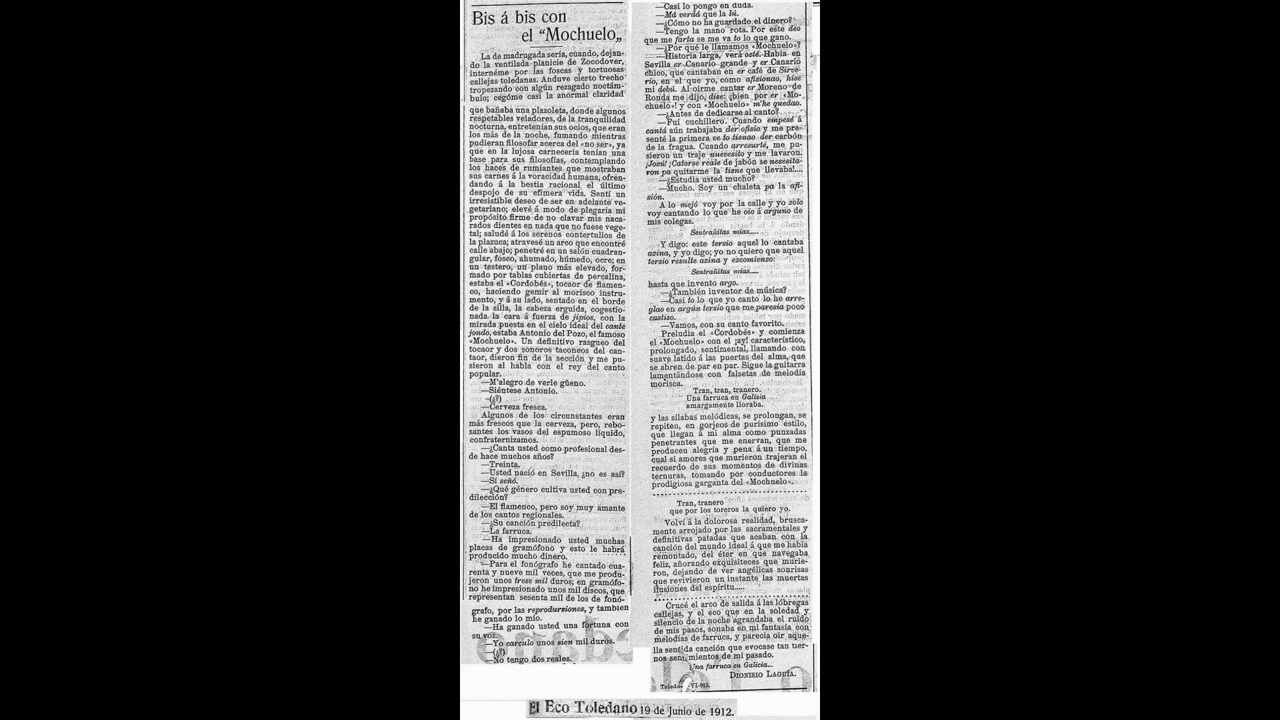 Bis á bis con
el "Mochuelo„
La de madrugada sería, cuando, dejan-
do la ventilada planicie de Zocodover,
internéme por las foscas y tortuosas
callejas toledanas. Anduve cierto trecho
tropezando con algún rezagado noctám-
bulo; cegóme casi la anormal claridad
que bañaba una plazoleta, donde algunos
respetables veladores, de la tranquilidad
nocturna, entretenían sus ocios, que eran
los más de la noche, fumando mientras
pudieran filosofar acerca del «no ser», ya
que en la lujosa carnecería tenían una
base para sus filosofías, contemplando
los haces de rumiantes que mostraban
sus carnes á la voracidad humana, ofren-
dando á la bestia racional el último
despojo de su efímera vida. Sentí un
irresistible deseo de ser en adelante ve-
getariano; elevé á modo de plegaria mi
propósito firme de no clavar mis naca-
rados dientes en nada que no fuese vege-
tal; saludé á los serenos contertulios de
la plazuca; atravesé un arco que encontré
calle abajo; penetré en un salón cuadran-
gular, fosco, ahumado, húmedo, ocre; en
un testero, un plano más elevado, for-
mado por tablas cubiertas de percalina,
estaba el «Cordobés», tocaor de flamen-
co, haciendo gemir al morisco instru-
mento, y á su lado, sentado en el borde
de la silla, la cabeza erguida, cogestio-
nada la cara á fuerza de jipíos, con la
mirada puesta en el cielo ideal del cante
jondo, estaba Antonio del Pozo, el famoso
«Mochuelo». Un definitivo rasgueo del
tocaor y dos sonoros taconeos del can-
taor, dieron fin de la sección y me pu-
sieron al habla con el rey del canto
popular.
—M'alegro de verle güeno.
—Siéntese Antonio.
—(¿?)
—Cerveza fresca.
Algunos de los circunstantes eran
más frescos que la cerveza, pero, rebo-
santes los vasos del espumoso líquido,
confraternizamos.
—¿Canta usted como profesional des-
de hace muchos años?
—Treinta.
—Usted nació en Sevilla, ¿no es así?
—Sí señó.
—¿Qué género cultiva usted con pre-
dilección?
—El flamenco, pero soy muy amante
de los cantos regionales.
—¿Su canción predilecta?
—La farruca.
—Ha impresionado usted muchas
placas de gramófono y esto le habrá
producido mucho dinero.
—Para el fonógrafo he cantado cua-
renta y nueve mil veces, que me produ-
jeron unos trese mil duros; en gramófo-
no he impresionado unos mil discos, que
representan sesenta mil de los de fonó-
grafo, por las reprodursiones, y también
he ganado lo mío.
—Ha ganado usted una fortuna con
su voz.
—Yo carculo unos sien mil duros.
—(¿?)
—No tengo dos reales.
—Casi lo pongo en duda.
—Má verdá que la lú.
—¿Cómo no ha guardado el dinero?
—Tengo la mano rota. Por este deo
que me farta se me va to lo que gano.
—¿Por qué le llamamos «Mochuelo»?
—Historia larga, verá osté. Había en
Sevilla er Canario grande y er Canario
chico, que cantaban en er café de Sirve-
rio, en el que yo, como afisionao, hise
mi debú. Al oirme cantar er Moreno de
Ronda me dijo, dise: ¡bien por er «Mo-
chuelo»! y con «Mochuelo» m'he quedao.
—¿Antes de dedicarse al canto?
—Fuí cuchillero. Cuando empesé á
cantá aún trabajaba der ofisio y me pre-
senté la primera ve to tisnao der carbón
de la fragua. Cuando arresurté, me pu-
sieron un traje nuevesito y me lavaron.
¡Josú! ¡Catorse reale de jabón se nesesita-
ron pa quitarme la tisne que llevaba!...
—¿Estudia usted mucho?
—Mucho. Soy un chaleta pa la afi-
sión.
A lo mejó voy por la calle y yo solo
voy cantando lo que he oío á arguno de
mis colegas.
Sentrañitas mías....
Y digo: este tersio aquel lo cantaba
asina, y yo digo; yo no quiero que aquel
tersio resulte asina y escomienzo:
Sentrañitas mías....
hasta que invento argo.
—¿También inventor de música?
—Casi to lo que yo canto lo he arre-
glao en argún tersio que me paresía poco
castiso.
—Vamos, con su canto favorito.
Preludia el «Cordobés» y comienza
el «Mochuelo» con el ¡ay! característico,
prolongado, sentimental, llamando con
suave latido á las puertas del alma, que
se abren de par en par. Sigue la guitarra
lamentándose con falsetas de melodía
morisca.
Tran, tran, tranero.
Una farruca en Galisia
amargamente lloraba.
y las sílabas melódicas, se prolongan, se
repiten, en gorjeos de purísimo estilo,
que llegan á mi alma como punzadas
penetrantes que me enervan, que me
producen alegría y pena á un tiempo,
cual si amores que murieron trajeran el
recuerdo de sus momentos de divinas
ternuras, tomando por conductores la
prodigiosa garganta del «Mochuelo».
Tran, tranero
que por los toreros la quiero yo.
Volví á la dolorosa realidad, brusca-
mente arrojado por las sacramentales y
definitivas patadas que acaban con la
canción del mundo ideal á que me había
remontado, del éter en que navegaba
feliz, añorando exquisiteces que murie-
ron, dejando de ver angélicas sonrisas
que revivieron un instante las muertas
ilusiones del espíritu....
Crucé el arco de salida á las lóbregas
callejas, y el eco que en la soledad y
silencio de la noche agrandaba el ruido
de mis pasos, sonaba en mi fantasía con
melodías de farruca, y parecía oir aque-
lla sentida canción que evocase tan tier-
nos sentimientos de mi pasado.
Una farruca en Galicia...
DIONISIO LAGUÍA.
Toledo -VI-912.
El Eco Toledano 19 de Junio de 1912.